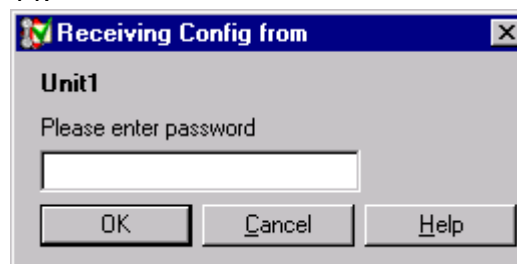 Receiving Config from
Unit1
Please enter password
OK Cancel Help